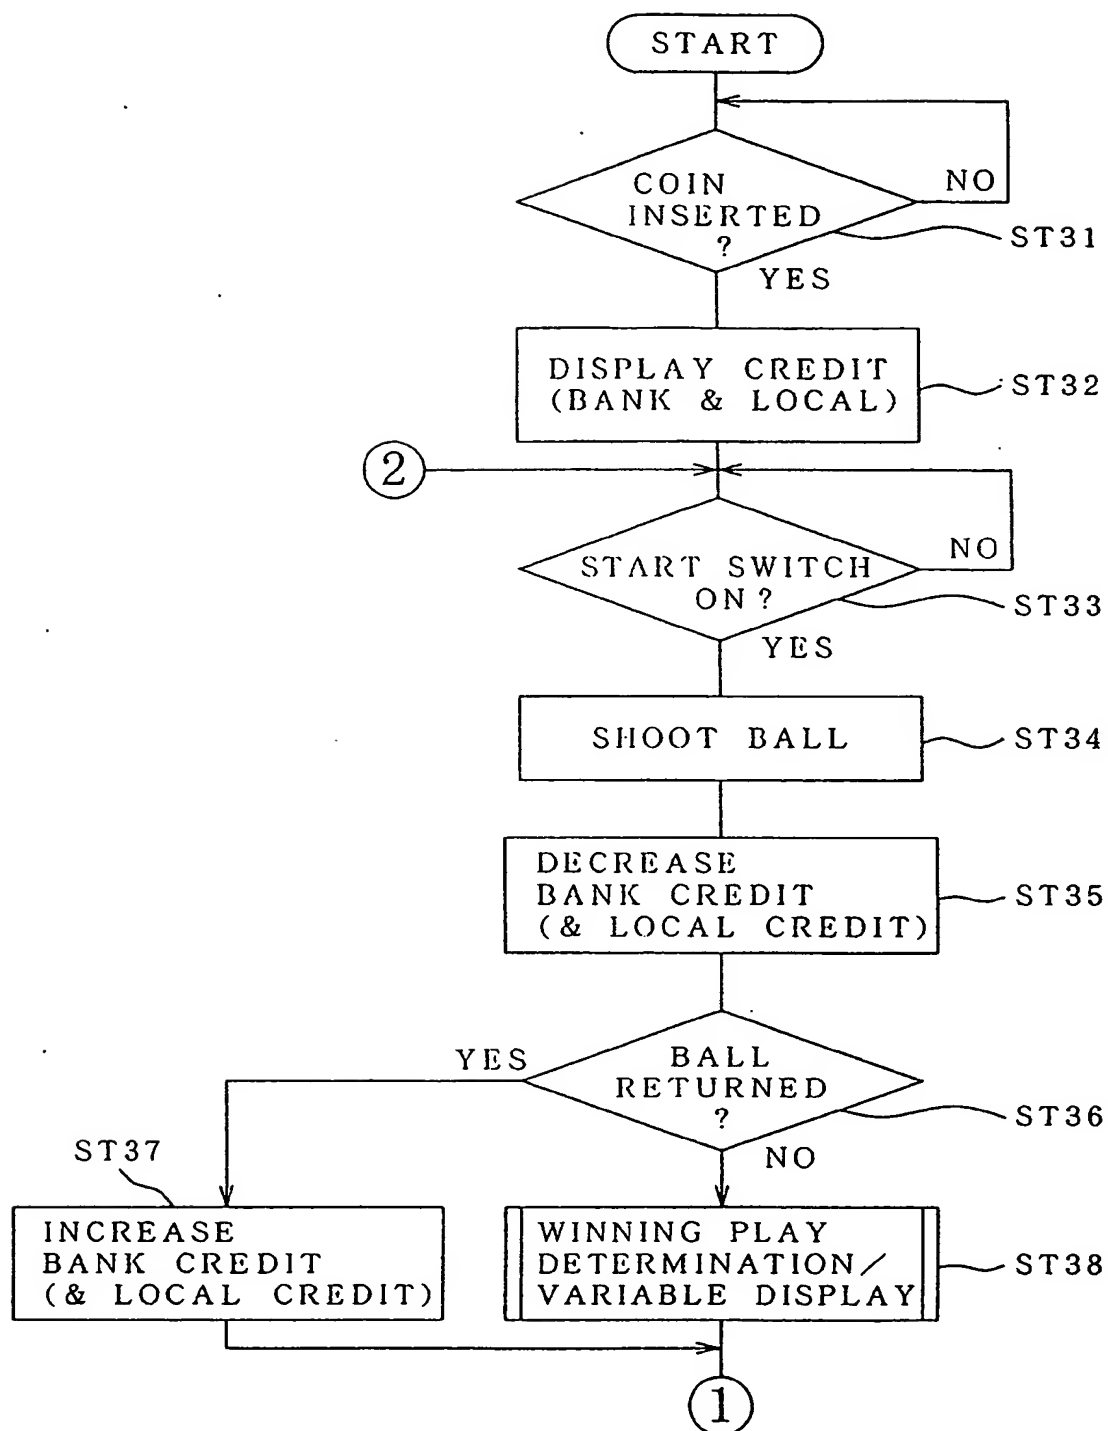 START
COIN
INSERTED
?
NO
ST31
YES
DISPLAY CREDIT
(BANK & LOCAL)
ST32
2
START SWITCH
ON?
NO
ST33
YES
SHOOT BALL
ST34
DECREASE
BANK CREDIT
(& LOCAL CREDIT)
ST35
YES
BALL
RETURNED
?
ST36
NO
ST37
INCREASE
BANK CREDIT
(& LOCAL CREDIT)
WINNING PLAY
DETERMINATION/
VARIABLE DISPLAY
ST38
1